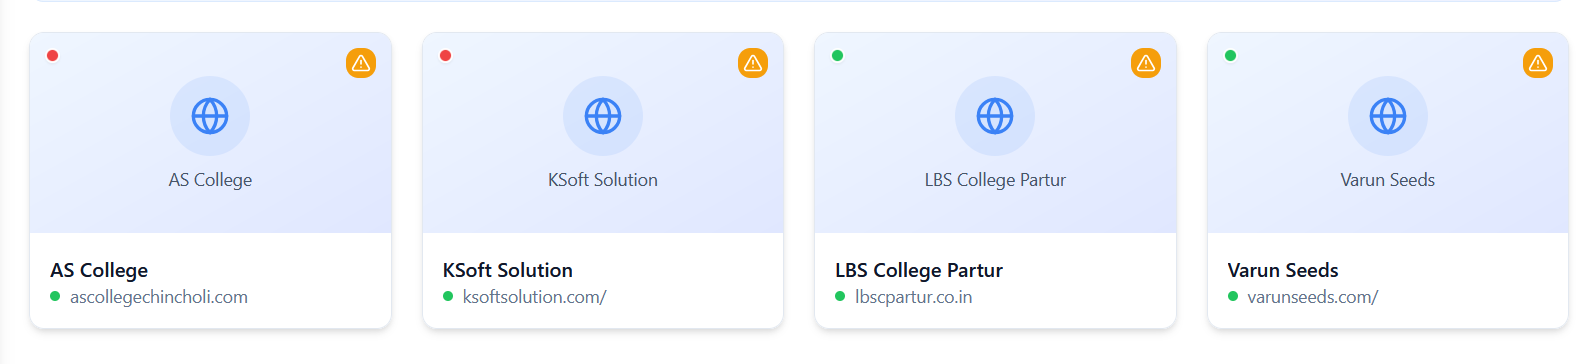 AS College
KSoft Solution
LBS College Partur
Varun Seeds
AS College
ascollegechincholi.com
KSoft Solution
ksoftsolution.com/
LBS College Partur
lbscpartur.co.in
Varun Seeds
varunseeds.com/